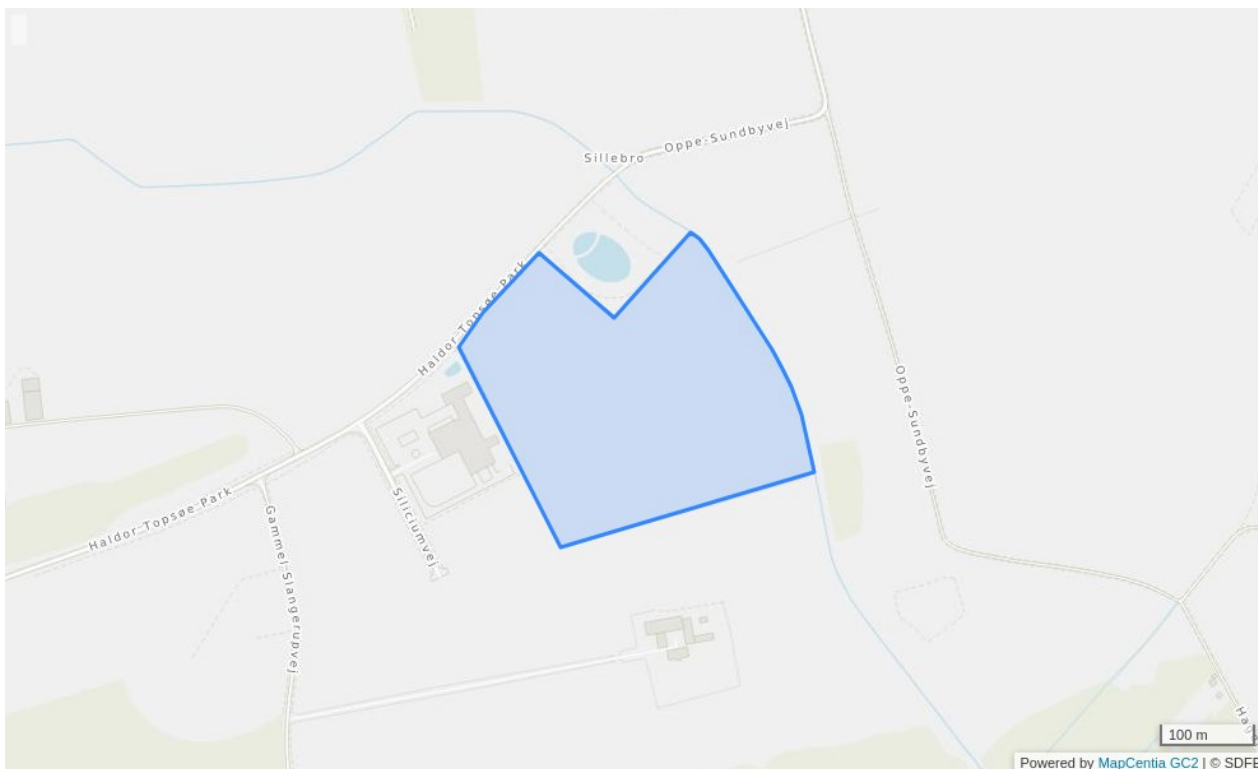 Oppe-Sundbyvej
Sillebro
Haldor Topsøe Park
Oppe-Sundbyvej
Haldor Topsøe Park
Siliciumvej
Gammel Slangerupvej
100 m
Powered by MapCentia GC2 | © SDFE